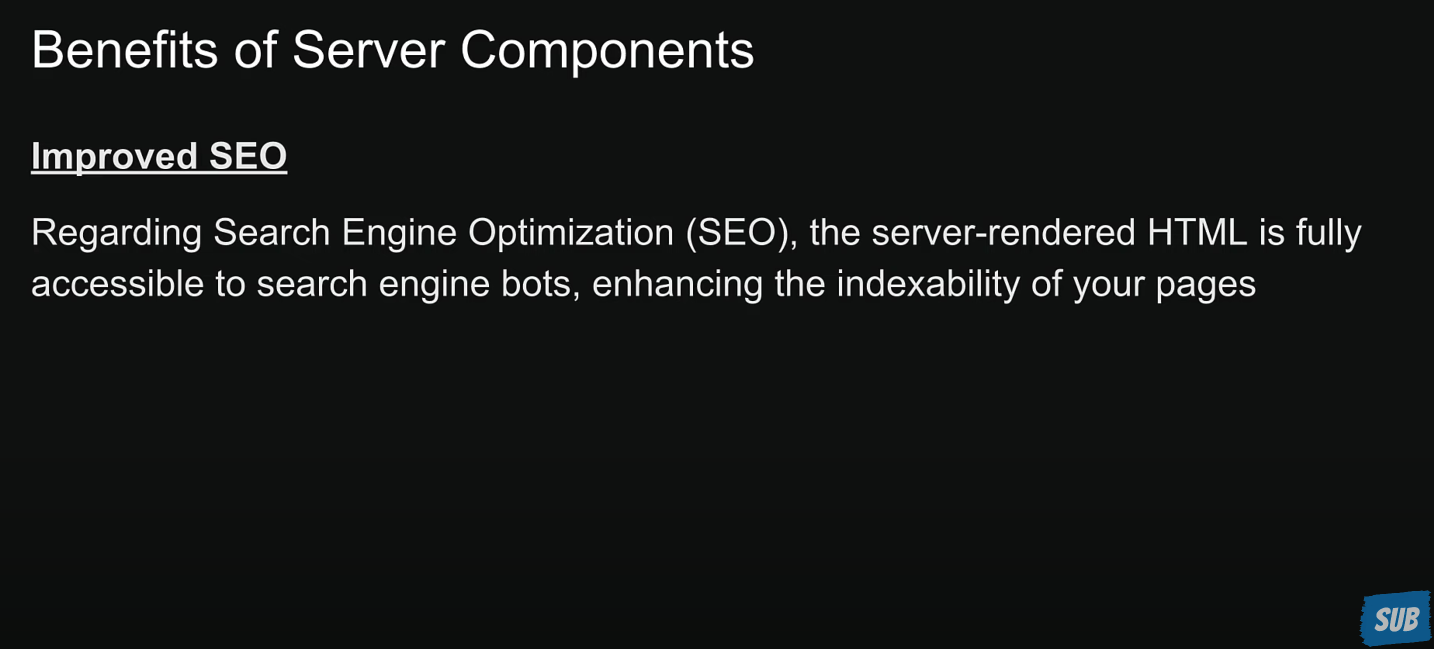 Benefits of Server Components
Improved SEO
Regarding Search Engine Optimization (SEO), the server-rendered HTML is fully
accessible to search engine bots, enhancing the indexability of your pages
SUB